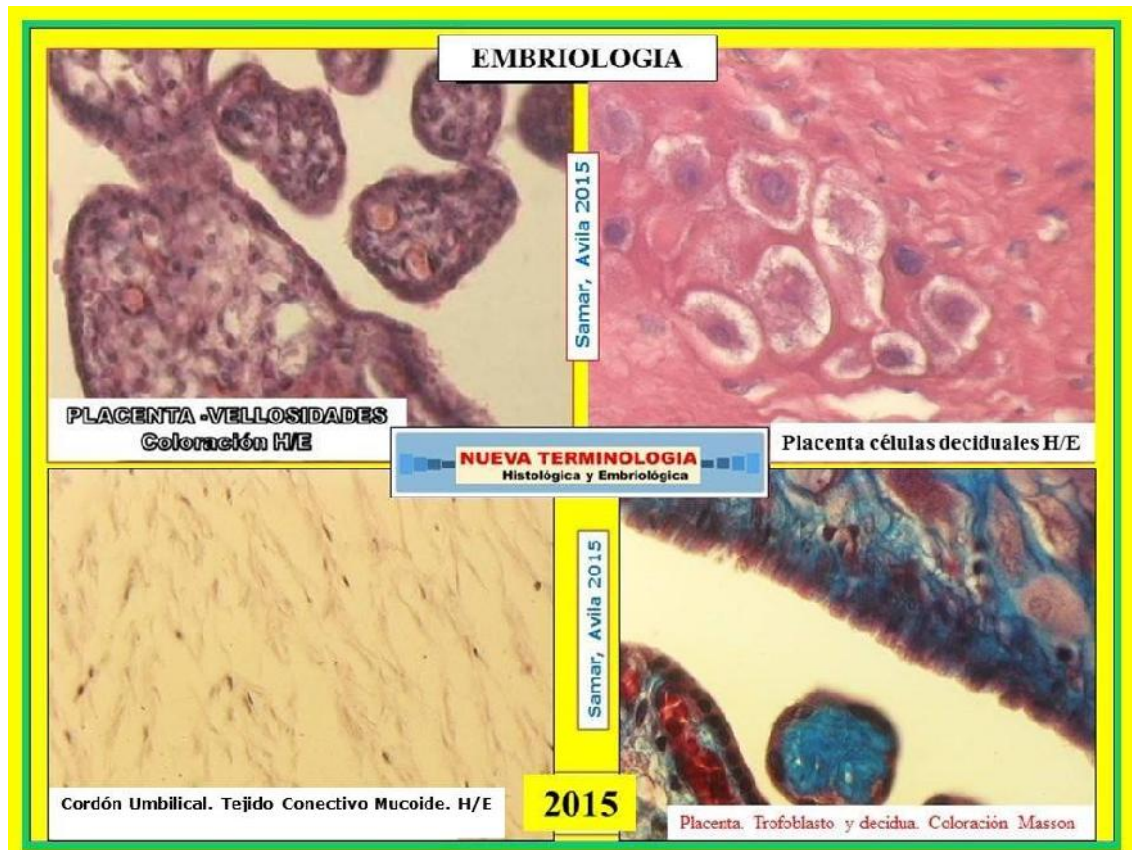 EMBRIOLOGIA
Samar, Avila 2015
PLACENTA -VELLOSIDADES
Coloración H/E
Placenta células deciduales H/E
NUEVA TERMINOLOGIA
Histológica y Embriológica
Samar, Avila 2015
Cordón Umbilical. Tejido Conectivo Mucoide. H/E
2015
Placenta. Trofoblasto y decidua. Coloración Masson